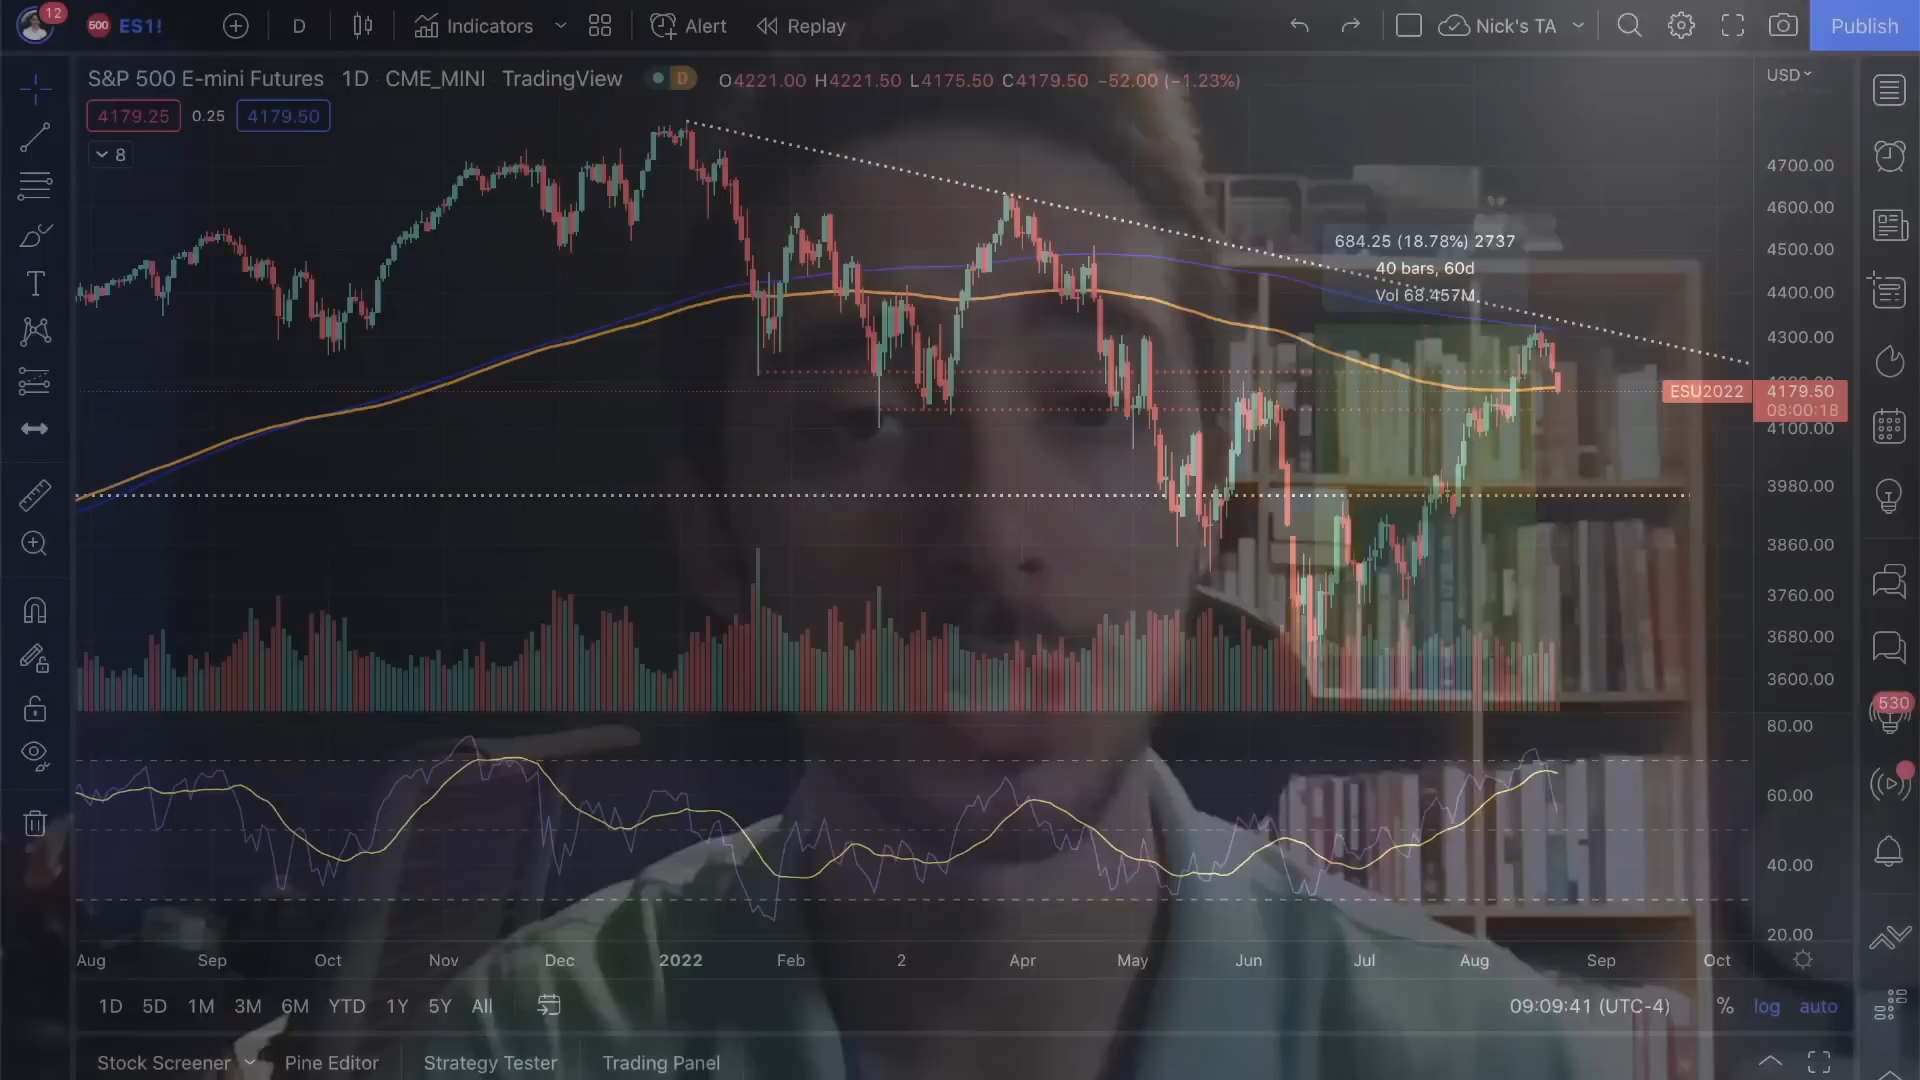 12
500 ES1! D Indicators Alert Replay Nick's TA Publish
S&P 500 E-mini Futures 1D CME_MINI TradingView D O4221.00 H4221.50 L4175.50 C4179.50 −52.00 (−1.23%) USD
4179.25 0.25 4179.50
8
4700.00
4600.00
684.25 (18.78%) 2737
4500.00
40 bars, 60d
Vol 68.457M
4400.00
4300.00
ESU2022 4179.50
08:00:18
4100.00
3980.00
3860.00
3760.00
3680.00
3600.00
530
80.00
60.00
40.00
20.00
Aug Sep Oct Nov Dec 2022 Feb 2 Apr May Jun Jul Aug Sep Oct
1D 5D 1M 3M 6M YTD 1Y 5Y All 09:09:41 (UTC-4) % log auto
Stock Screener Pine Editor Strategy Tester Trading Panel